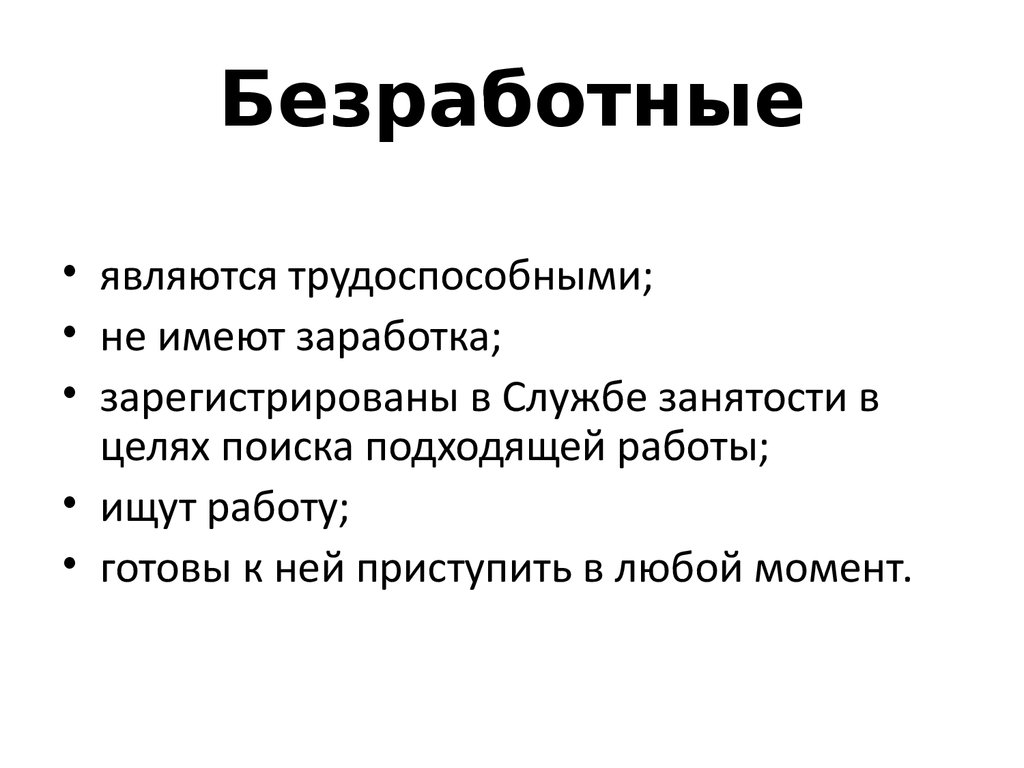 Безработные
• являются трудоспособными;
• не имеют заработка;
• зарегистрированы в Службе занятости в
целях поиска подходящей работы;
• ищут работу;
• готовы к ней приступить в любой момент.